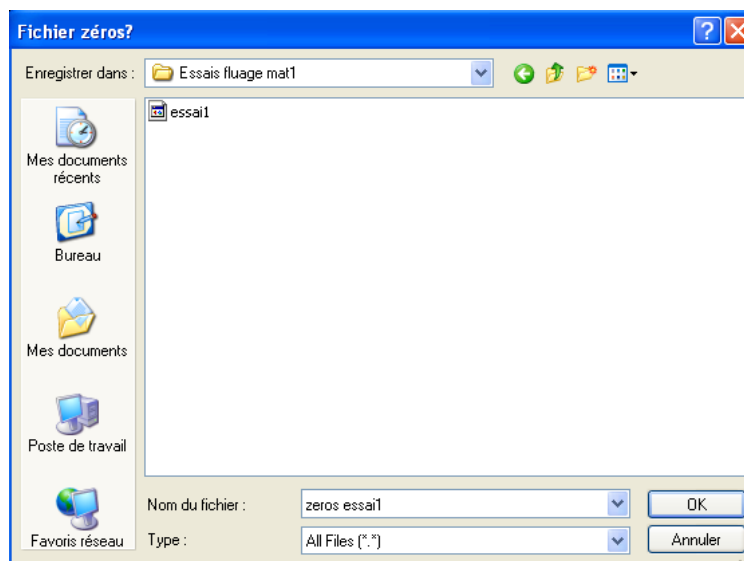 Fichier zéros?
Enregistrer dans :
Essais fluage mat1
essai1
Mes documents
récents
Bureau
Mes documents
Poste de travail
Favoris réseau
Nom du fichier :
zeros essai1
OK
Type :
All Files (*.*)
Annuler